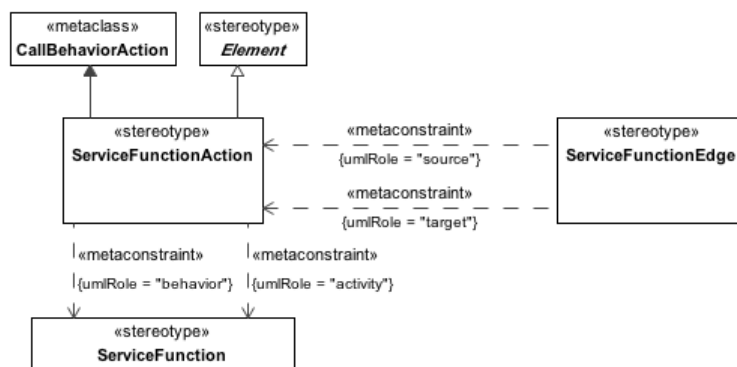 «metaclass»
CallBehaviorAction
«stereotype»
Element
«stereotype»
ServiceFunctionAction
«metaconstraint»
{umlRole = "source"}
«stereotype»
ServiceFunctionEdge
«metaconstraint»
{umlRole = "target"}
«metaconstraint»
{umlRole = "behavior"}
«metaconstraint»
{umlRole = "activity"}
«stereotype»
ServiceFunction